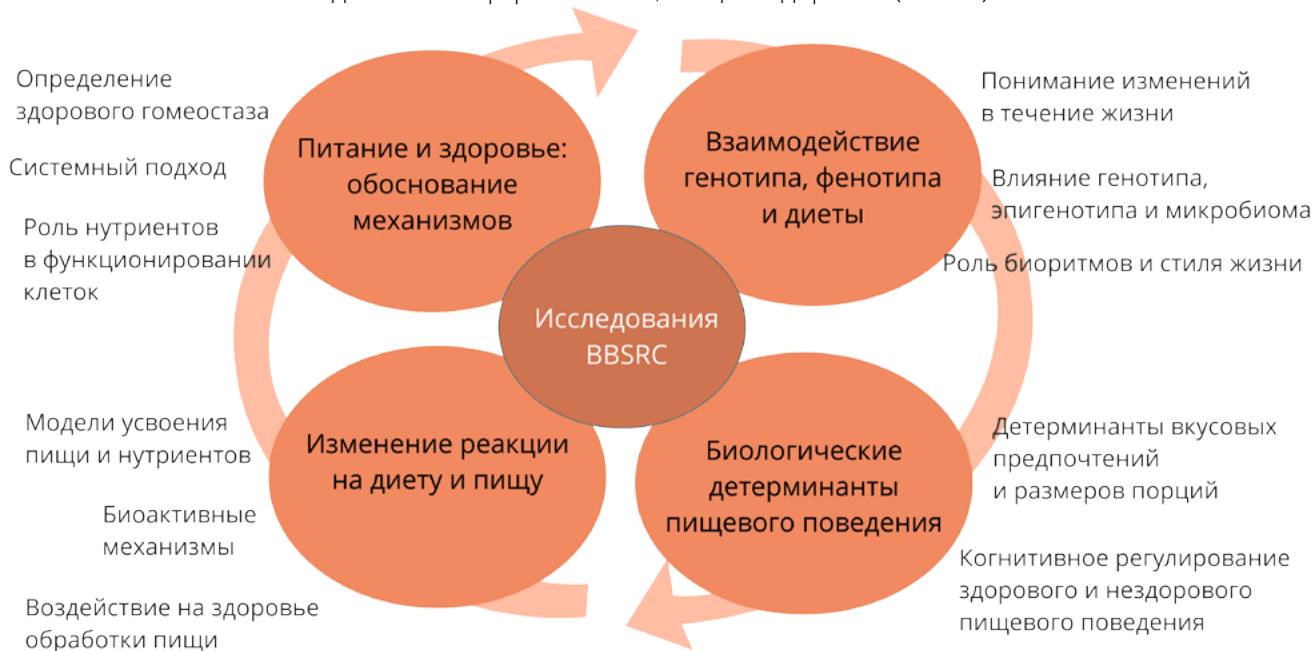 Определение
здорового гомеостаза
Системный подход
Роль нутриентов
в функционировании
клеток
Питание и здоровье:
обоснование
механизмов
Взаимодействие
генотипа, фенотипа
и диеты
Понимание изменений
в течение жизни
Влияние генотипа,
эпигенотипа и микробиома
Роль биоритмов и стиля жизни
Исследования
BBSRC
Модели усвоения
пищи и нутриентов
Биоактивные
механизмы
Воздействие на здоровье
обработки пищи
Изменение реакции
на диету и пищу
Биологические
детерминанты
пищевого поведения
Детерминанты вкусовых
предпочтений
и размеров порций
Когнитивное регулирование
здорового и нездорового
пищевого поведения